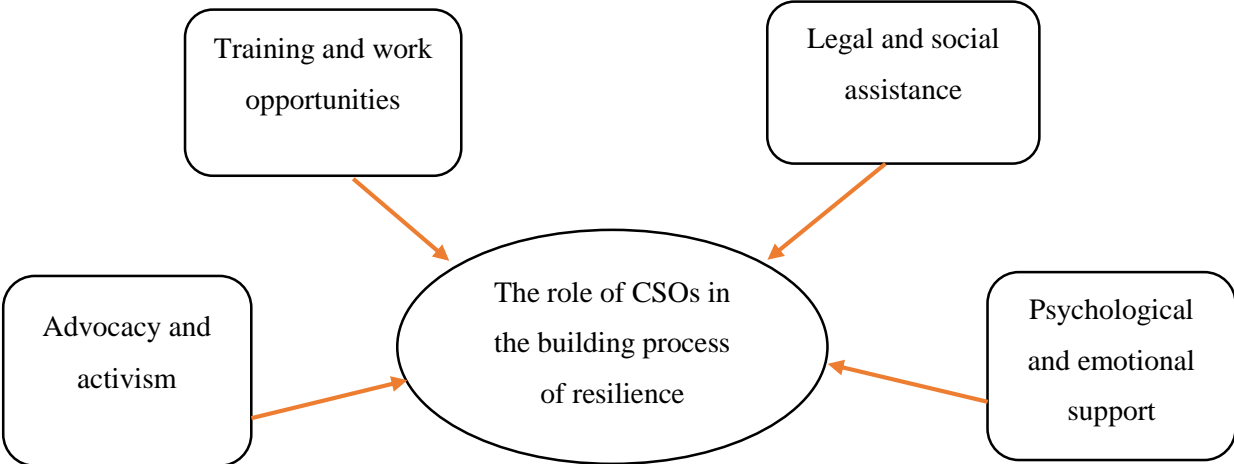 Training and work
opportunities
Legal and social
assistance
Advocacy and
activism
The role of CSOs in
the building process
of resilience
Psychological
and emotional
support